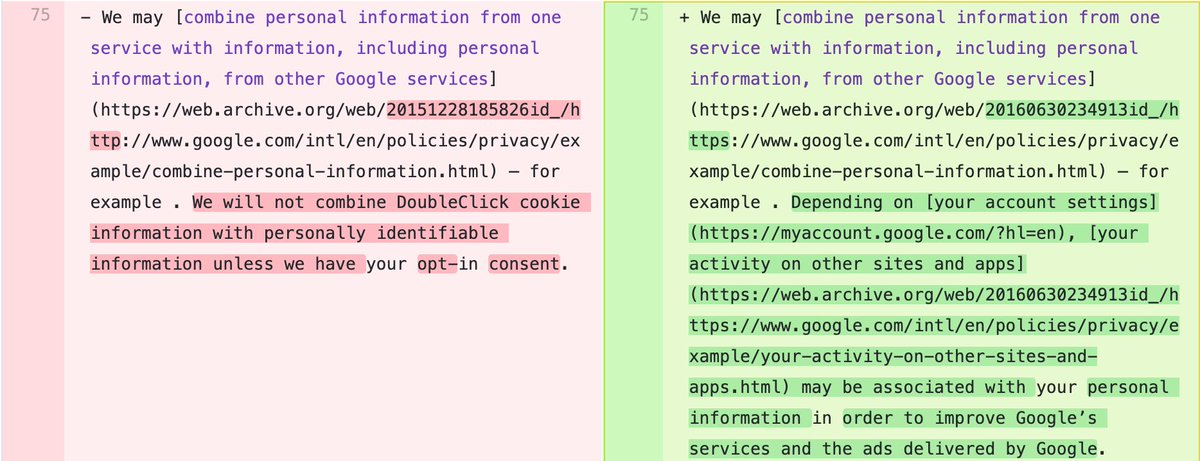 75
- We may [combine personal information from one
service with information, including personal
information, from other Google services]
(https://web.archive.org/web/20151228185826id_/h
ttp://www.google.com/intl/en/policies/privacy/ex
ample/combine-personal-information.html) – for
example . We will not combine DoubleClick cookie
information with personally identifiable
information unless we have your opt-in consent.
75
+ We may [combine personal information from one
service with information, including personal
information, from other Google services]
(https://web.archive.org/web/20160630234913id_/h
ttps://www.google.com/intl/en/policies/privacy/e
xample/combine-personal-information.html) – for
example . Depending on [your account settings]
(https://myaccount.google.com/?hl=en), [your
activity on other sites and apps]
(https://web.archive.org/web/20160630234913id_/h
ttps://www.google.com/intl/en/policies/privacy/e
xample/your-activity-on-other-sites-and-
apps.html) may be associated with your personal
information in order to improve Google’s
services and the ads delivered by Google.